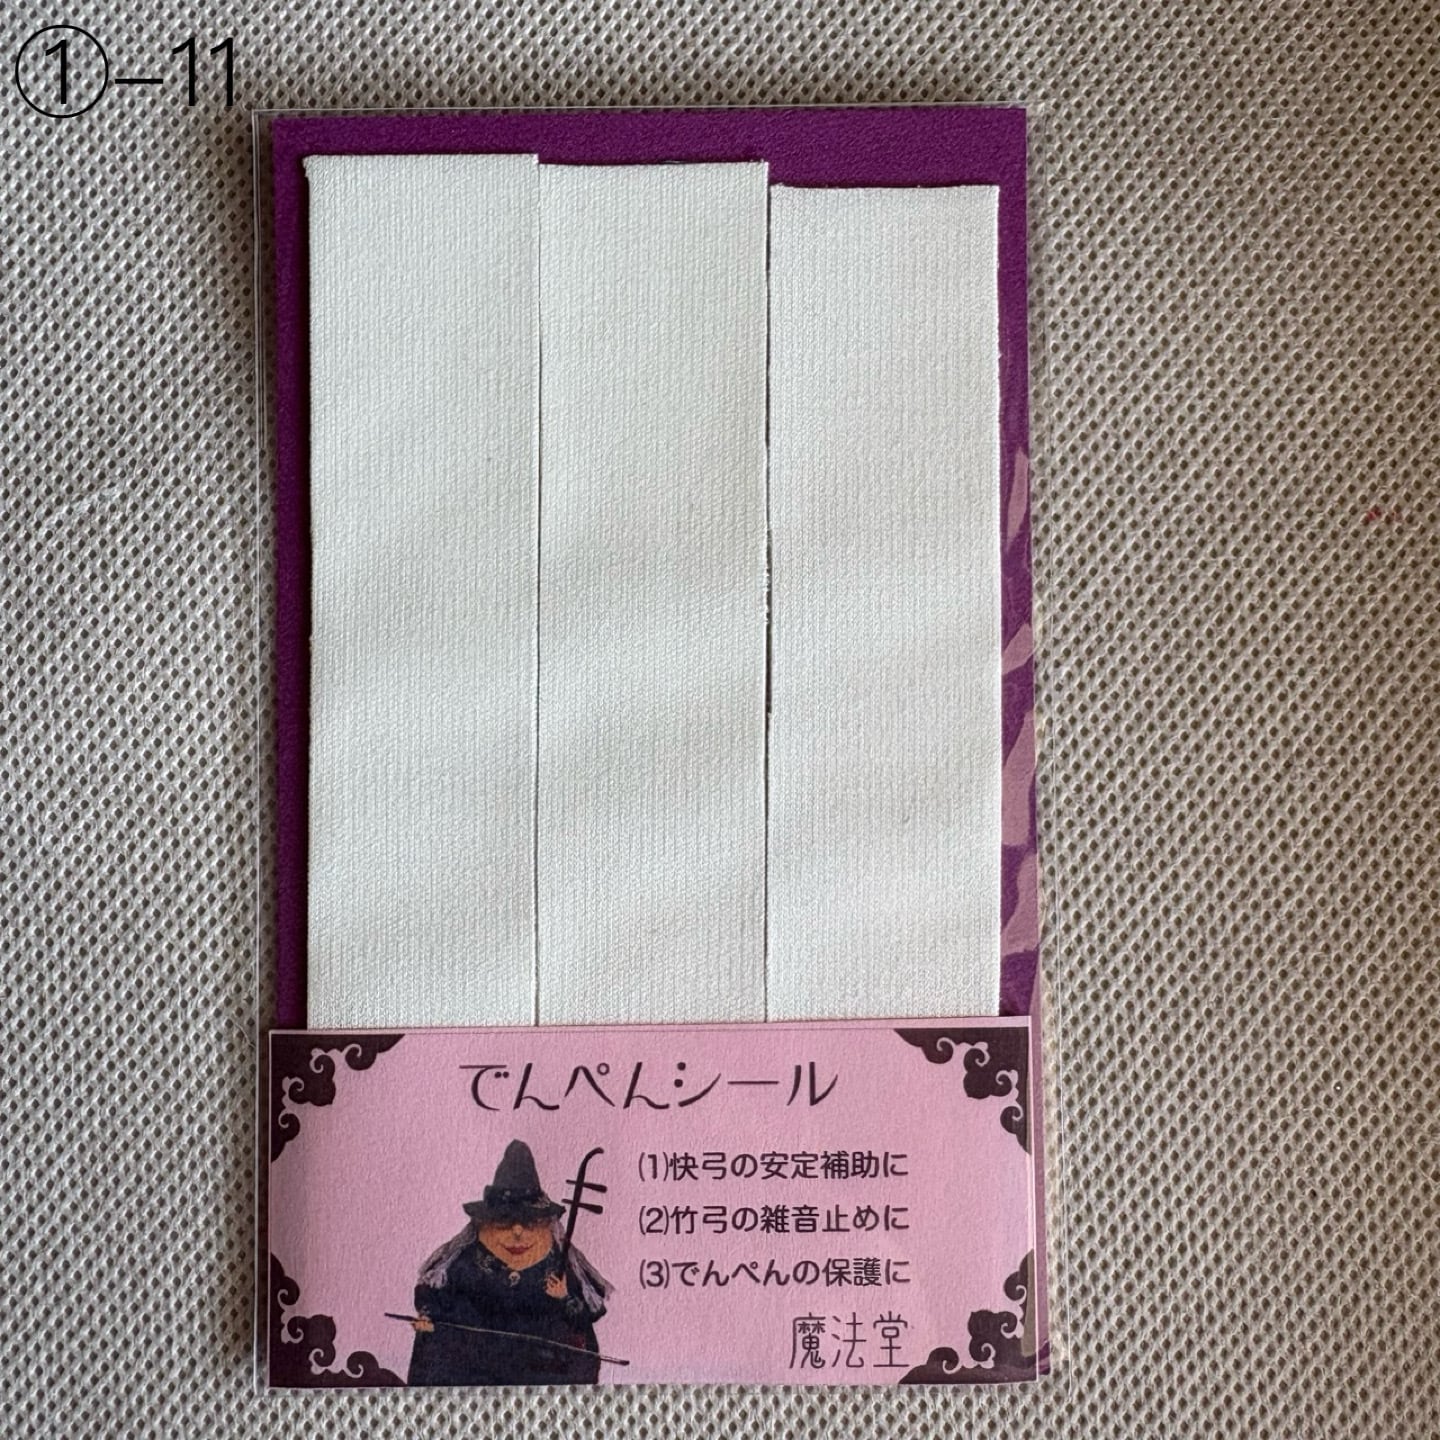 ①–11
でんぺんシール
(1)快弓の安定補助に
(2)竹弓の雑音止めに
(3)でんぺんの保護に
魔法堂